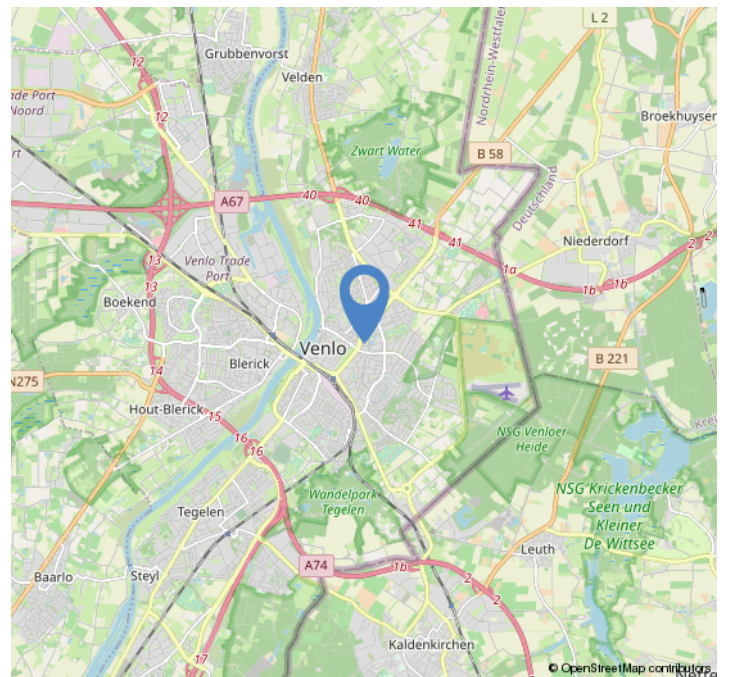 L 2
12
Grubbenvorst
Velden
Nordrhein-Westfalen
ade Port
Noord
Broekhuysen
12
Zwart Water
B 58
rt
Deutschland
A67
40
40
41
41
Niederdorf
2
2
13
Venlo Trade
Port
1a
13
1b
1b
Boekend
Venlo
B 221
Blerick
14
N275
Hout-Blerick
15
Kre
16
16
NSG Venloer
Heide
NSG Krickenbecker
Seen und
Kleiner
De Wittsee
Wandelpark
Tegelen
Tegelen
Leuth
A74
1b
2
2
Baarlo
Steyl
Kaldenkirchen
17
© OpenStreetMap contributors